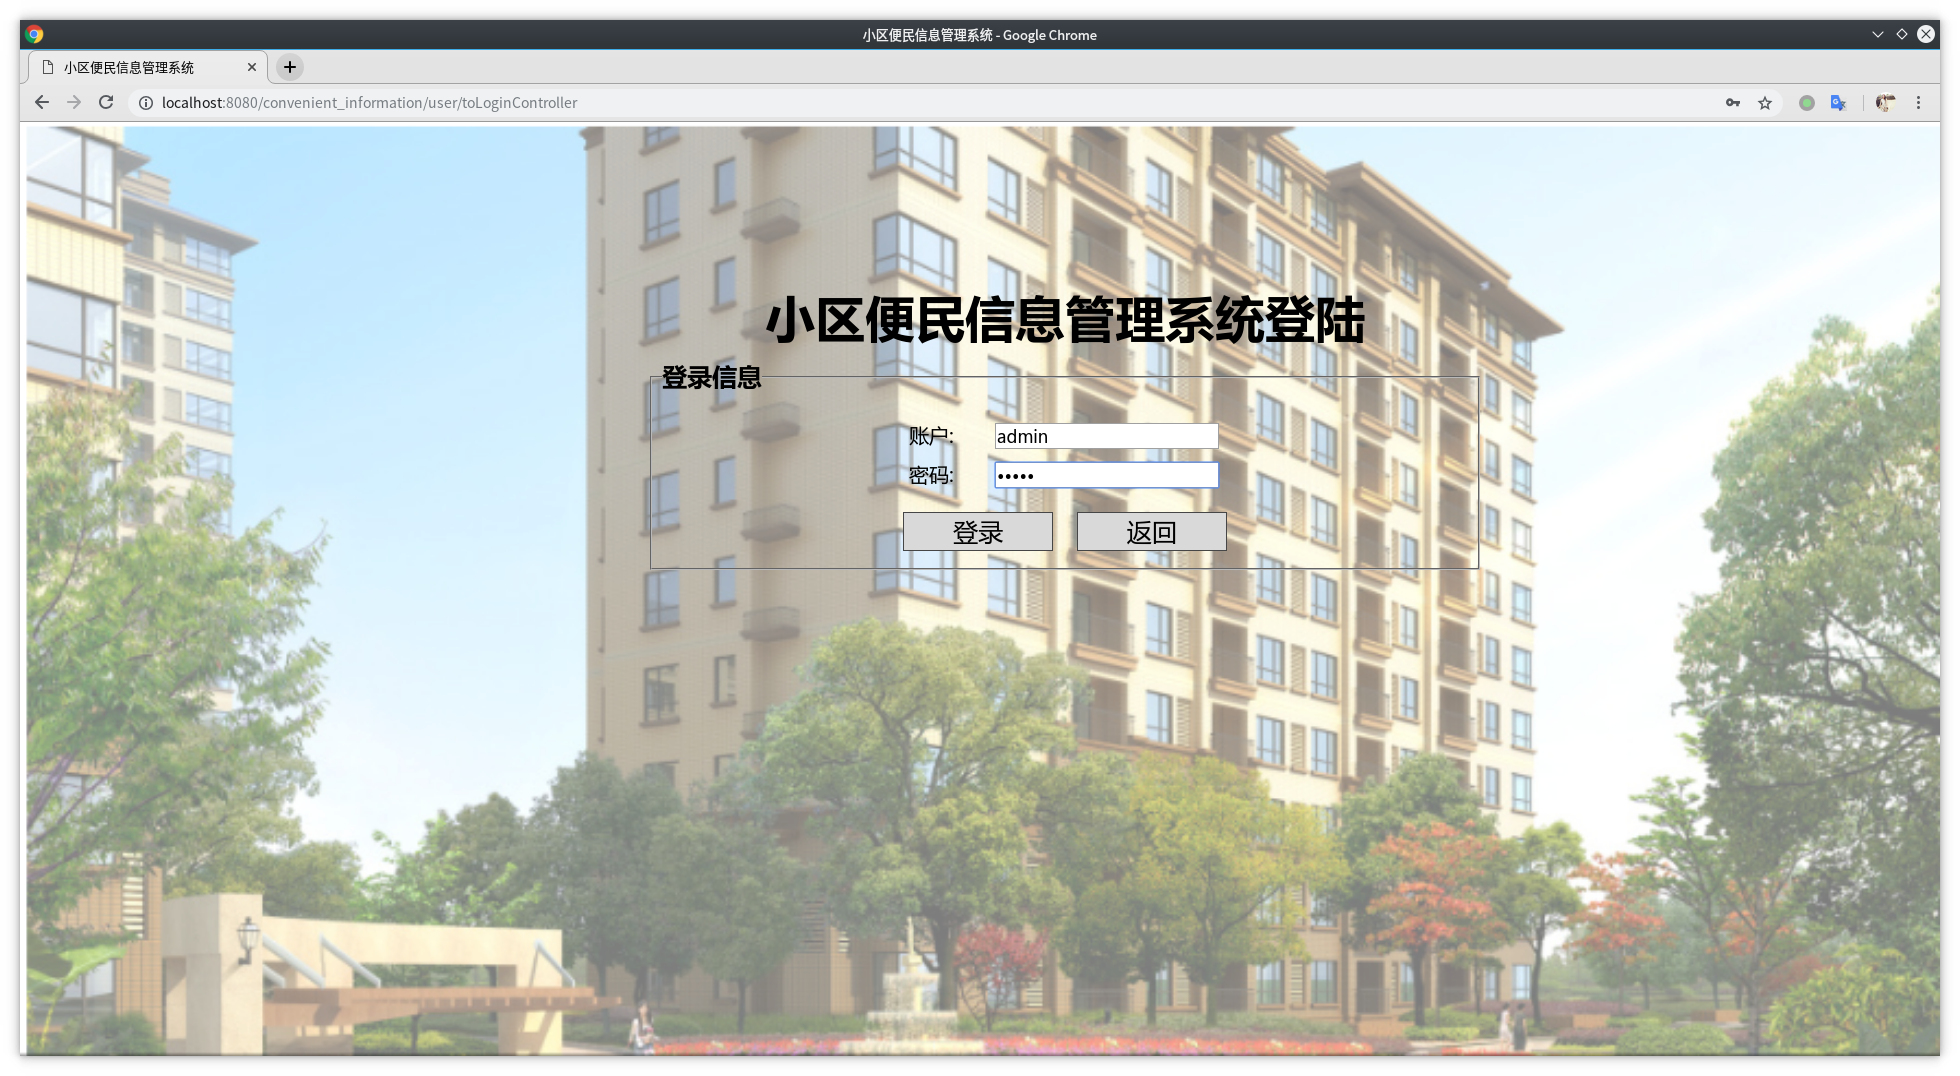 小区便民信息管理系统 - Google Chrome
小区便民信息管理系统
localhost:8080/convenient_information/user/toLoginController
小区便民信息管理系统登陆
登录信息
账户: admin
密码: •••••
登录 返回